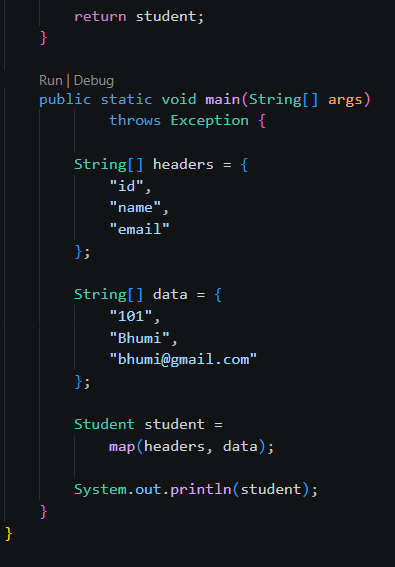 return student;
}
Run | Debug
public static void main(String[] args)
throws Exception {
String[] headers = {
"id",
"name",
"email"
};
String[] data = {
"101",
"Bhumi",
"bhumi@gmail.com"
};
Student student =
map(headers, data);
System.out.println(student);
}
}